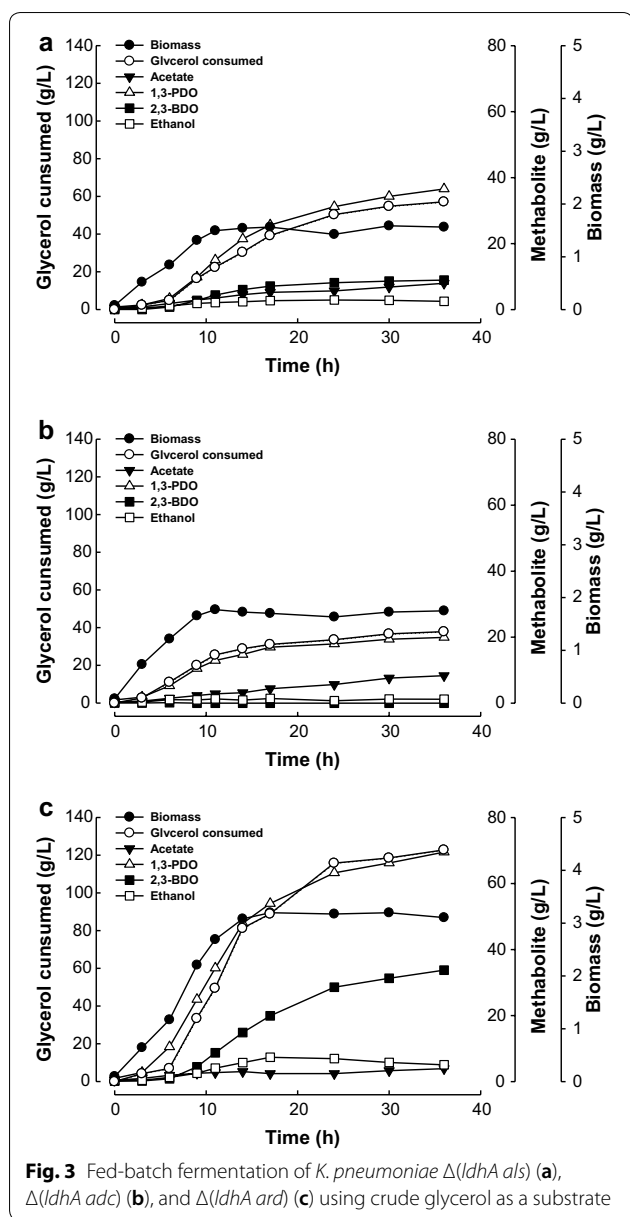 a
140
120
100
80
60
40
20
0
Glycerol cunsumed (g/L)
Biomass
Glvcerol consumed
Acetate
1,3-PDO
2,3-BDO
Ethanol
80
60
40
20
0
Methabolite (g/L)
5
4
3
2
1
0
Biomass (g/L)
0 10 20 30 40
Time (h)
b
140
120
100
80
60
40
20
0
Glycerol cunsumed (g/L)
Biomass
Glvcerol consumed
Acetate
1,3-PDO
2,3-BDO
Ethanol
80
60
40
20
0
Methabolite (g/L)
5
4
3
2
1
0
Biomass (g/L)
0 10 20 30 40
Time (h)
c
140
120
100
80
60
40
20
0
Glycerol cunsumed (g/L)
Biomass
Glvcerol consumed
Acetate
1,3-PDO
2,3-BDO
Ethanol
80
60
40
20
0
Methabolite (g/L)
5
4
3
2
1
0
Biomass (g/L)
0 10 20 30 40
Time (h)
Fig. 3 Fed-batch fermentation of K. pneumoniae Δ(ldhA als) (a),
Δ(ldhA adc) (b), and Δ(ldhA ard) (c) using crude glycerol as a substrate